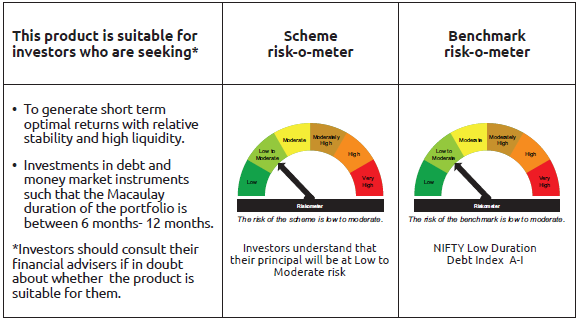 This product is suitable for
investors who are seeking*
Scheme
risk-o-meter
Benchmark
risk-o-meter
• To generate short term
optimal returns with relative
stability and high liquidity.
• Investments in debt and
money market instruments
such that the Macaulay
duration of the portfolio is
between 6 months- 12 months.
*Investors should consult their
financial advisers if in doubt
about whether the product is
suitable for them.
Low
Low to
Moderate
Moderate
Moderately
High
High
Very
High
Riskometer
The risk of the scheme is low to moderate.
Investors understand that
their principal will be at Low to
Moderate risk
Low
Low to
Moderate
Moderate
Moderately
High
High
Very
High
Riskometer
The risk of the benchmark is low to moderate.
NIFTY Low Duration
Debt Index A-I